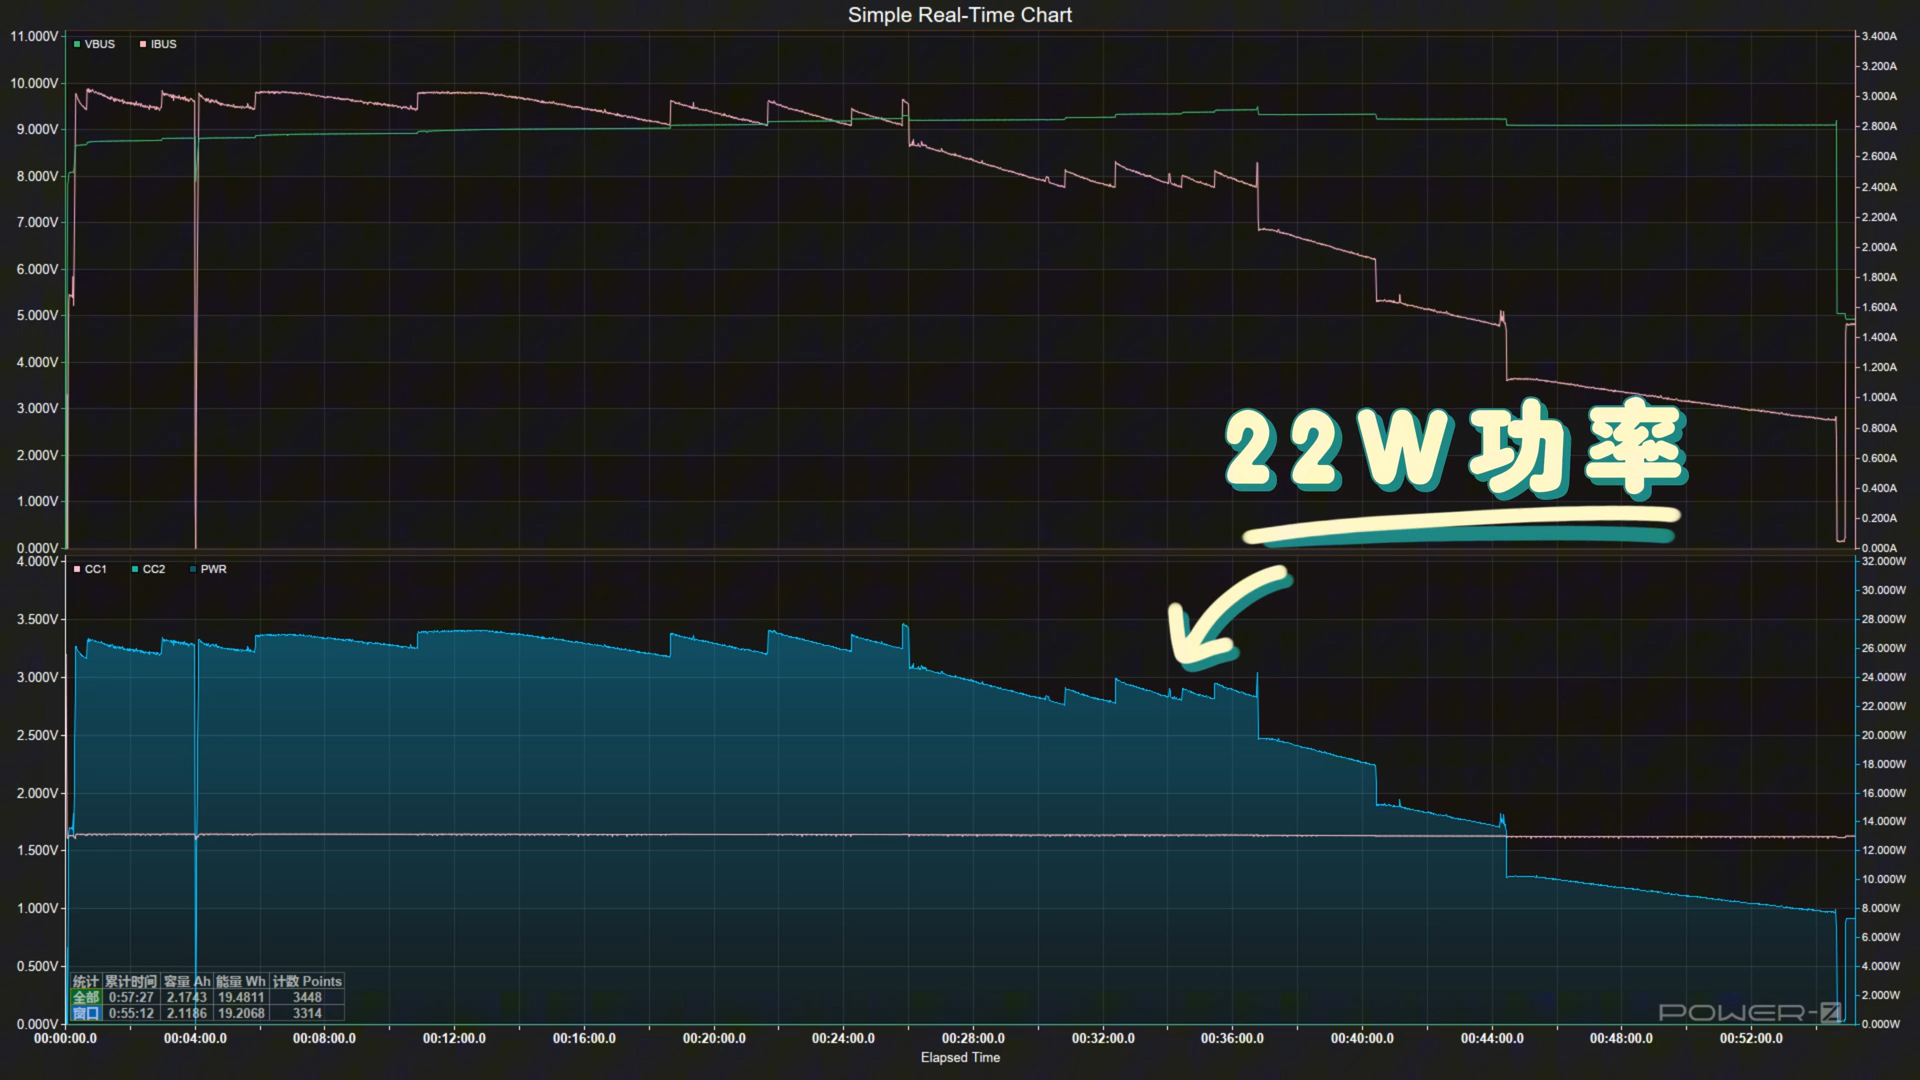 Simple Real-Time Chart
VBUS IBUS
11.000V
10.000V
9.000V
8.000V
7.000V
6.000V
5.000V
4.000V
3.000V
2.000V
1.000V
0.000V
3.400A
3.200A
3.000A
2.800A
2.600A
2.400A
2.200A
2.000A
1.800A
1.600A
1.400A
1.200A
1.000A
0.800A
0.600A
0.400A
0.200A
0.000A
22W功率
CC1 CC2 PWR
4.000V
3.500V
3.000V
2.500V
2.000V
1.500V
1.000V
0.500V
0.000V
32.000W
30.000W
28.000W
26.000W
24.000W
22.000W
20.000W
18.000W
16.000W
14.000W
12.000W
10.000W
8.000W
6.000W
4.000W
2.000W
0.000W
统计 累计时间 容量 Ah 能量 Wh 计数 Points
全部 0:57:27 2.1743 19.4811 3448
窗口 0:55:12 2.1186 19.2068 3314
POWER-Z
00:00:00.0 00:04:00.0 00:08:00.0 00:12:00.0 00:16:00.0 00:20:00.0 00:24:00.0 00:28:00.0 00:32:00.0 00:36:00.0 00:40:00.0 00:44:00.0 00:48:00.0 00:52:00.0
Elapsed Time